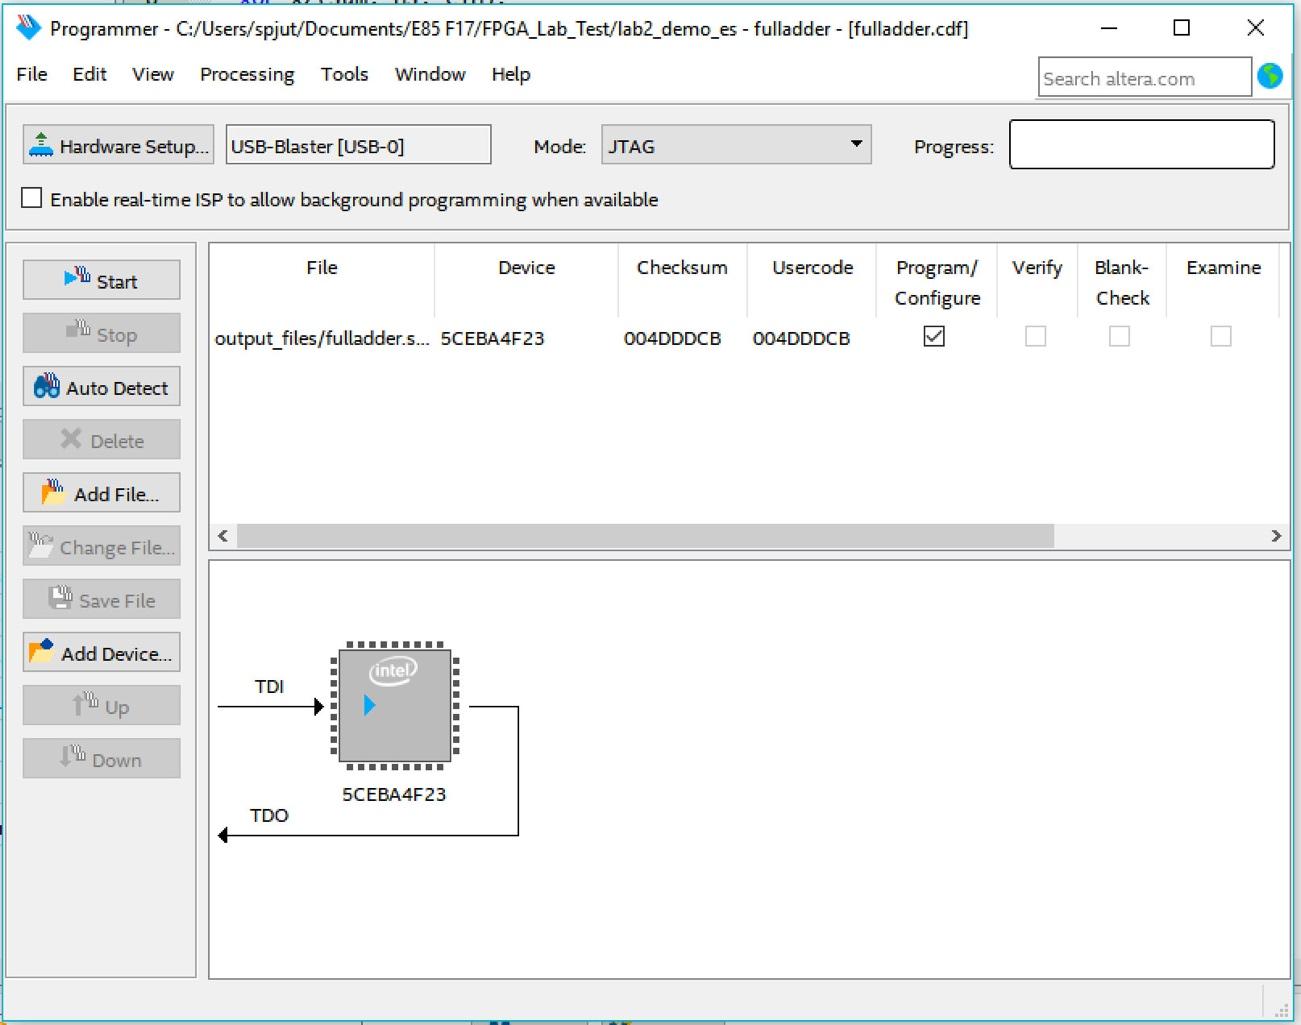 Programmer - C:/Users/spjut/Documents/E85 F17/FPGA_Lab_Test/lab2_demo_es - fulladder - [fulladder.cdf]
File Edit View Processing Tools Window Help
Search altera.com
Hardware Setup... USB-Blaster [USB-0] Mode: JTAG Progress:
Enable real-time ISP to allow background programming when available
Start
Stop
Auto Detect
Delete
Add File...
Change File...
Save File
Add Device...
Up
Down
File Device Checksum Usercode Program/ Verify Blank- Examine
Configure Check
output_files/fulladder.s... 5CEBA4F23 004DDDCB 004DDDCB
intel
TDI
5CEBA4F23
TDO